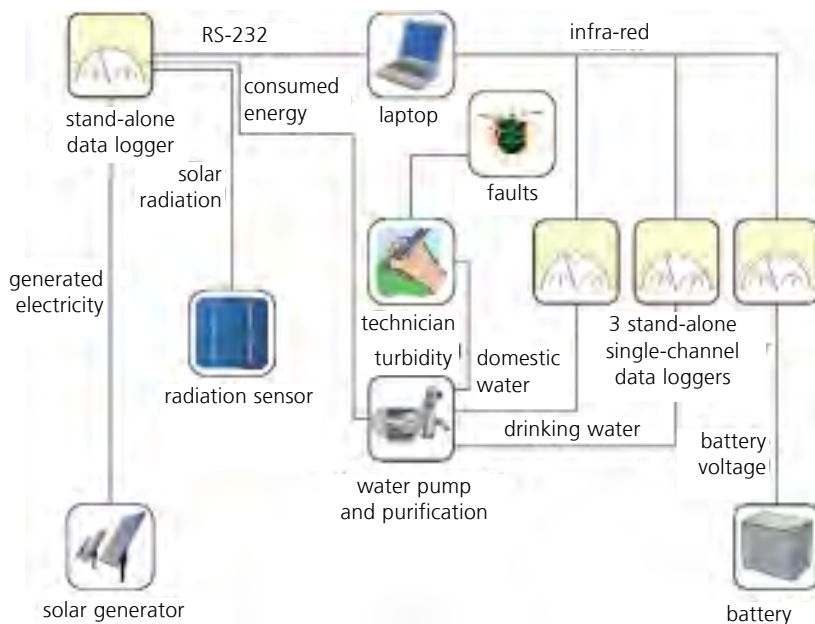 RS-232
infra-red
consumed
energy
laptop
stand-alone
data logger
solar
radiation
faults
generated
electricity
technician
turbidity
domestic
water
3 stand-alone
single-channel
data loggers
radiation sensor
drinking water
battery
voltage
water pump
and purification
solar generator
battery